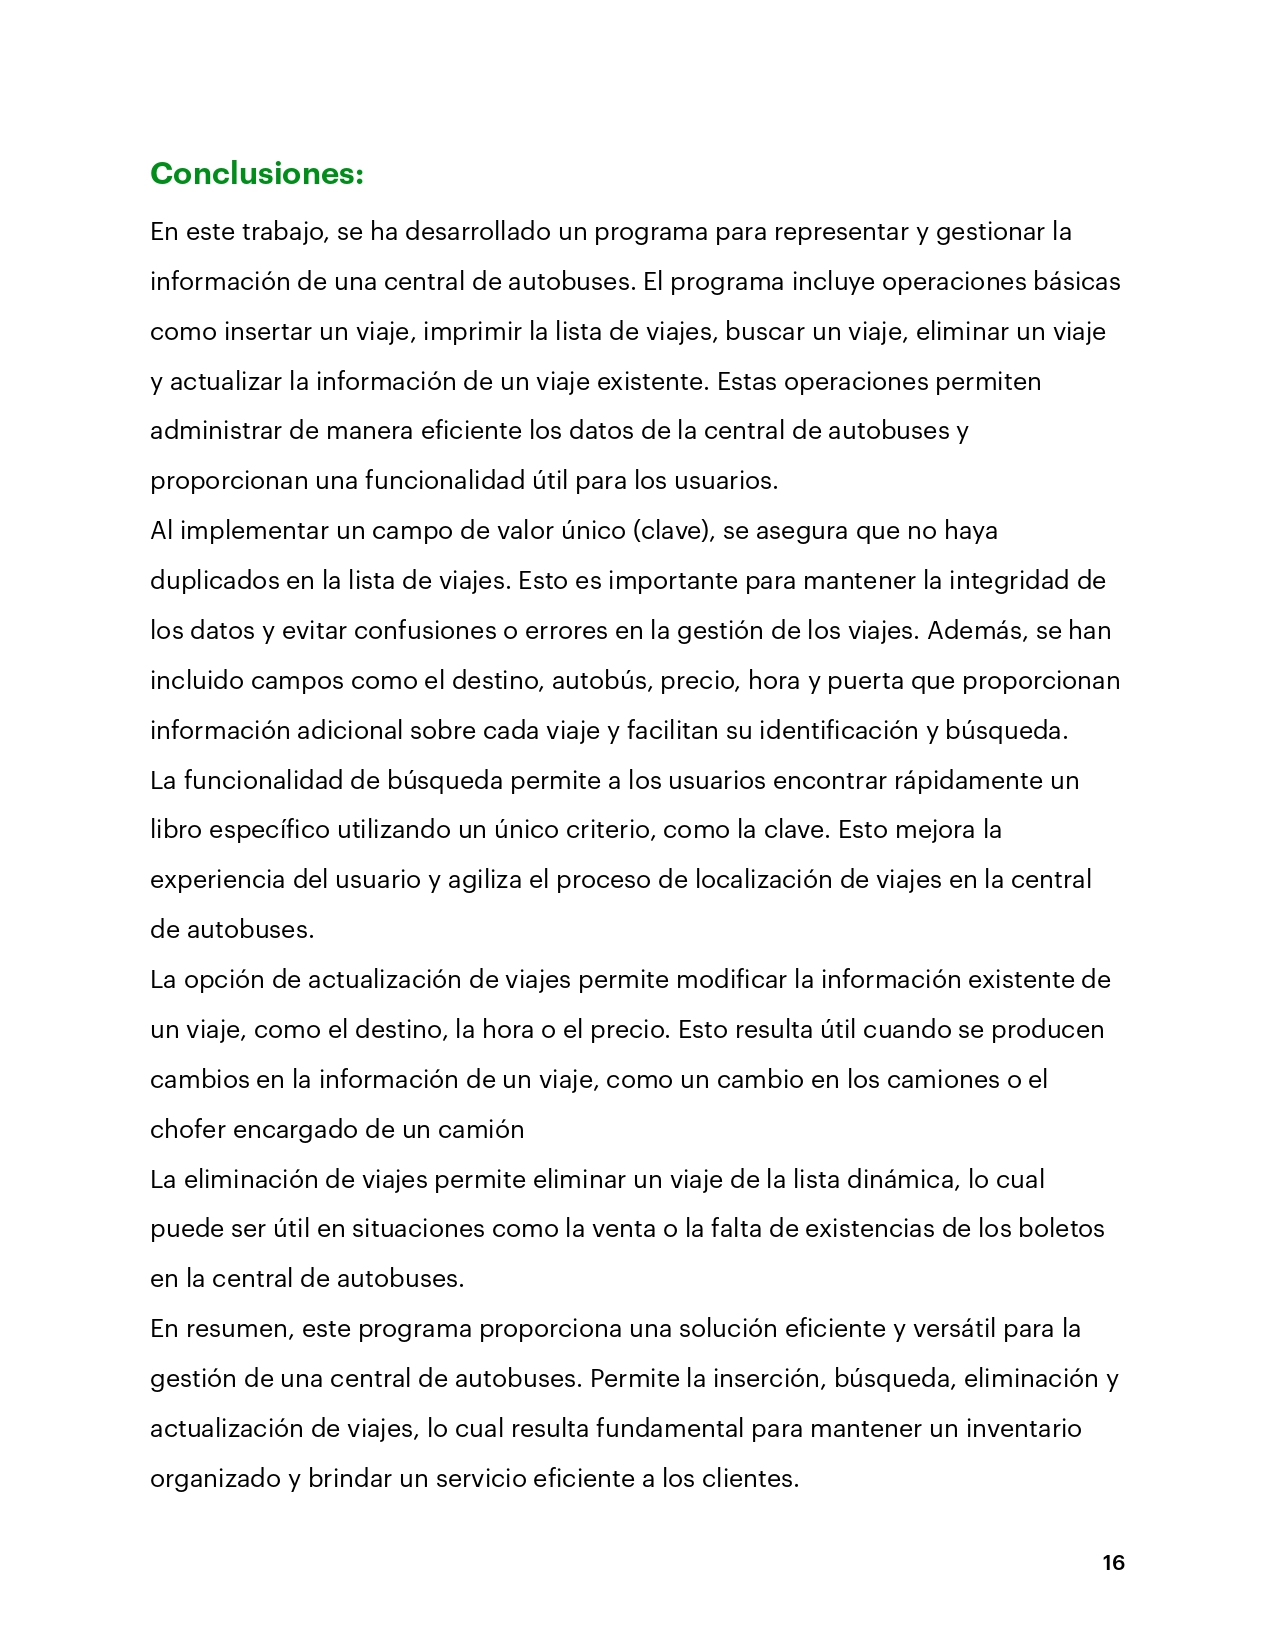 Conclusiones:
En este trabajo, se ha desarrollado un programa para representar y gestionar la
información de una central de autobuses. El programa incluye operaciones básicas
como insertar un viaje, imprimir la lista de viajes, buscar un viaje, eliminar un viaje
y actualizar la información de un viaje existente. Estas operaciones permiten
administrar de manera eficiente los datos de la central de autobuses y
proporcionan una funcionalidad útil para los usuarios.
Al implementar un campo de valor único (clave), se asegura que no haya
duplicados en la lista de viajes. Esto es importante para mantener la integridad de
los datos y evitar confusiones o errores en la gestión de los viajes. Además, se han
incluido campos como el destino, autobús, precio, hora y puerta que proporcionan
información adicional sobre cada viaje y facilitan su identificación y búsqueda.
La funcionalidad de búsqueda permite a los usuarios encontrar rápidamente un
libro específico utilizando un único criterio, como la clave. Esto mejora la
experiencia del usuario y agiliza el proceso de localización de viajes en la central
de autobuses.
La opción de actualización de viajes permite modificar la información existente de
un viaje, como el destino, la hora o el precio. Esto resulta útil cuando se producen
cambios en la información de un viaje, como un cambio en los camiones o el
chofer encargado de un camión
La eliminación de viajes permite eliminar un viaje de la lista dinámica, lo cual
puede ser útil en situaciones como la venta o la falta de existencias de los boletos
en la central de autobuses.
En resumen, este programa proporciona una solución eficiente y versátil para la
gestión de una central de autobuses. Permite la inserción, búsqueda, eliminación y
actualización de viajes, lo cual resulta fundamental para mantener un inventario
organizado y brindar un servicio eficiente a los clientes.
16